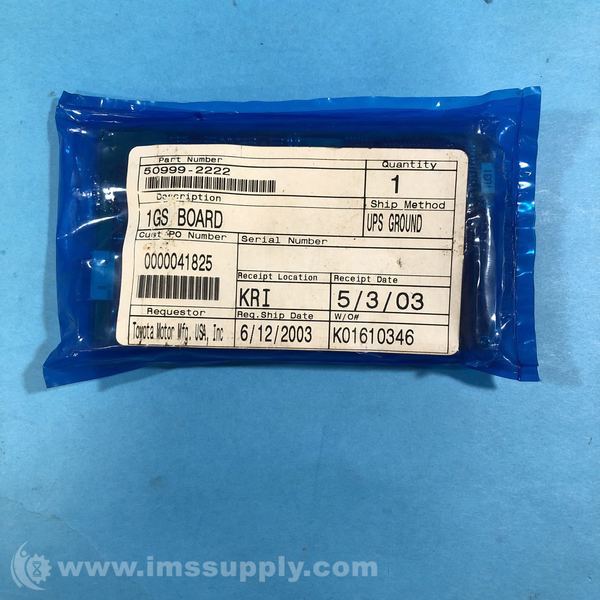 Part Number
Quantity
50999-2222
1
Description
Ship Method
1GS BOARD
UPS GROUND
Cust PO Number
Serial Number
0000041825
Receipt Location
Receipt Date
KRI
5/3/03
Requestor
Req.Ship Date
W/O#
Toyota Motor Mfg. USA, Inc
6/12/2003
K01610346
www.imssupply.com